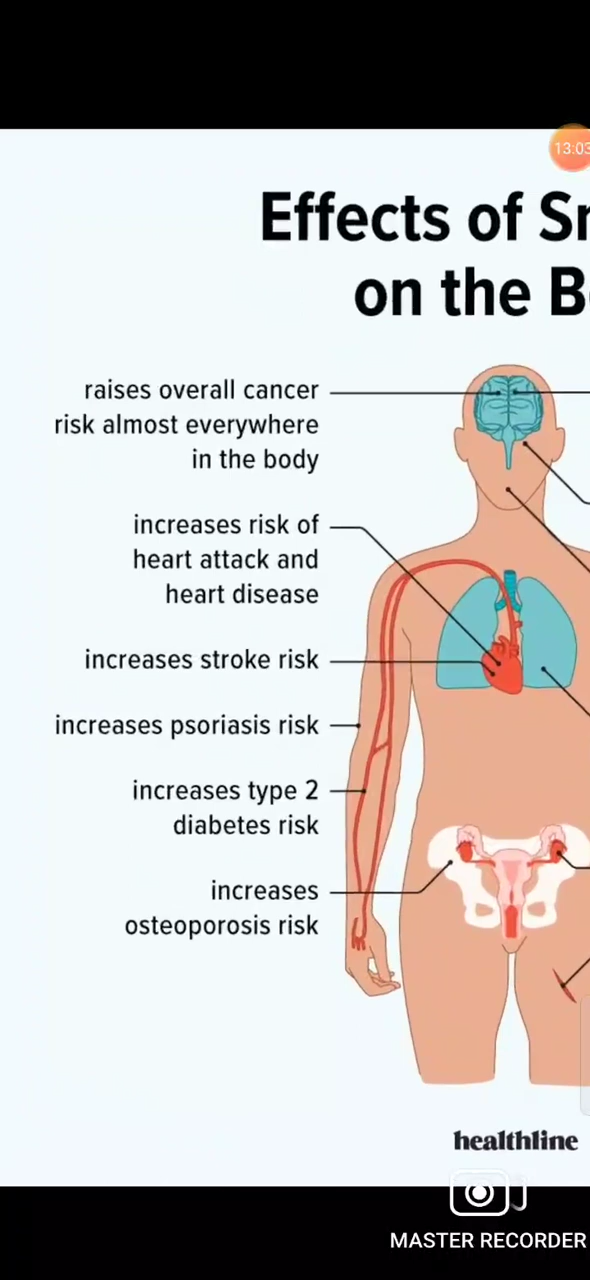 13:03
Effects of
on the
raises overall cancer
risk almost everywhere
in the body
increases risk of
heart attack and
heart disease
increases stroke risk
increases psoriasis risk
increases type 2
diabetes risk
increases
osteoporosis risk
healthline
MASTER RECORDER